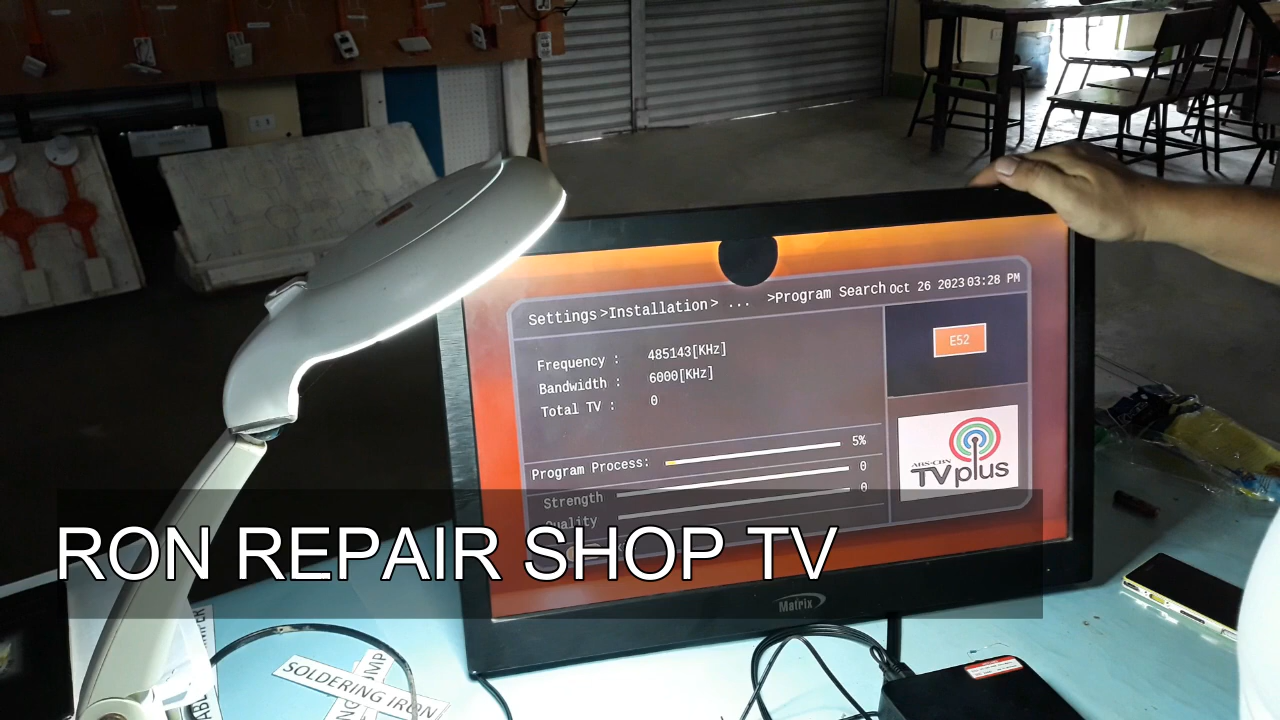 Settings>Installation> ... >Program Search Oct 26 2023 03:28 PM
Frequency : 485143[KHz]
Bandwidth : 6000[KHz]
Total TV : 0
E52
Program Process: 5%
Strength 0
Quality 0
ABS-CBN
TVplus
RON REPAIR SHOP TV
Matrix
SOLDERING IRON